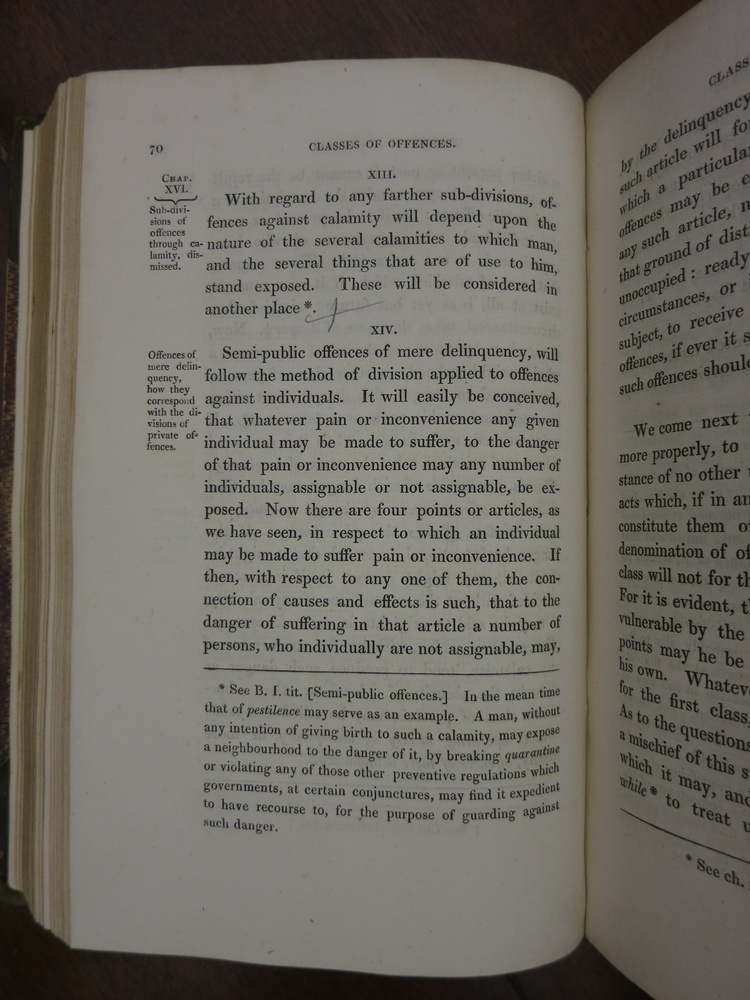 70
CLASSES OF OFFENCES.
CHAP.
XVI.
Sub-divi-
sions of
offences
through ca-
lamity, dis-
missed.
XIII.
With regard to any farther sub-divisions, of-
fences against calamity will depend upon the
nature of the several calamities to which man,
and the several things that are of use to him,
stand exposed. These will be considered in
another place *.
XIV.
Offences of
mere delin-
quency,
how they
correspond
with the di-
visions of
private of-
fences.
Semi-public offences of mere delinquency, will
follow the method of division applied to offences
against individuals. It will easily be conceived,
that whatever pain or inconvenience any given
individual may be made to suffer, to the danger
of that pain or inconvenience may any number of
individuals, assignable or not assignable, be ex-
posed. Now there are four points or articles, as
we have seen, in respect to which an individual
may be made to suffer pain or inconvenience. If
then, with respect to any one of them, the con-
nection of causes and effects is such, that to the
danger of suffering in that article a number of
persons, who individually are not assignable, may,
* See B. I. tit. [Semi-public offences.] In the mean time
that of pestilence may serve as an example. A man, without
any intention of giving birth to such a calamity, may expose
a neighbourhood to the danger of it, by breaking quarantine
or violating any of those other preventive regulations which
governments, at certain conjunctures, may find it expedient
to have recourse to, for the purpose of guarding against
such danger.
CLASS
by the delinquency
such article will
which a
offences may be
any such article,
that ground of
unoccupied : ready
circumstances, or
subject, to receive
offences, if ever it
such offences
We come next
more properly, to
stance of no other
acts which, if in
constitute them
denomination of
class will not for
For it is evident,
vulnerable by the
points may he be
his own.
for the first class,
As to the questions
a mischief of this
which it may, and
while * to treat
* See ch.